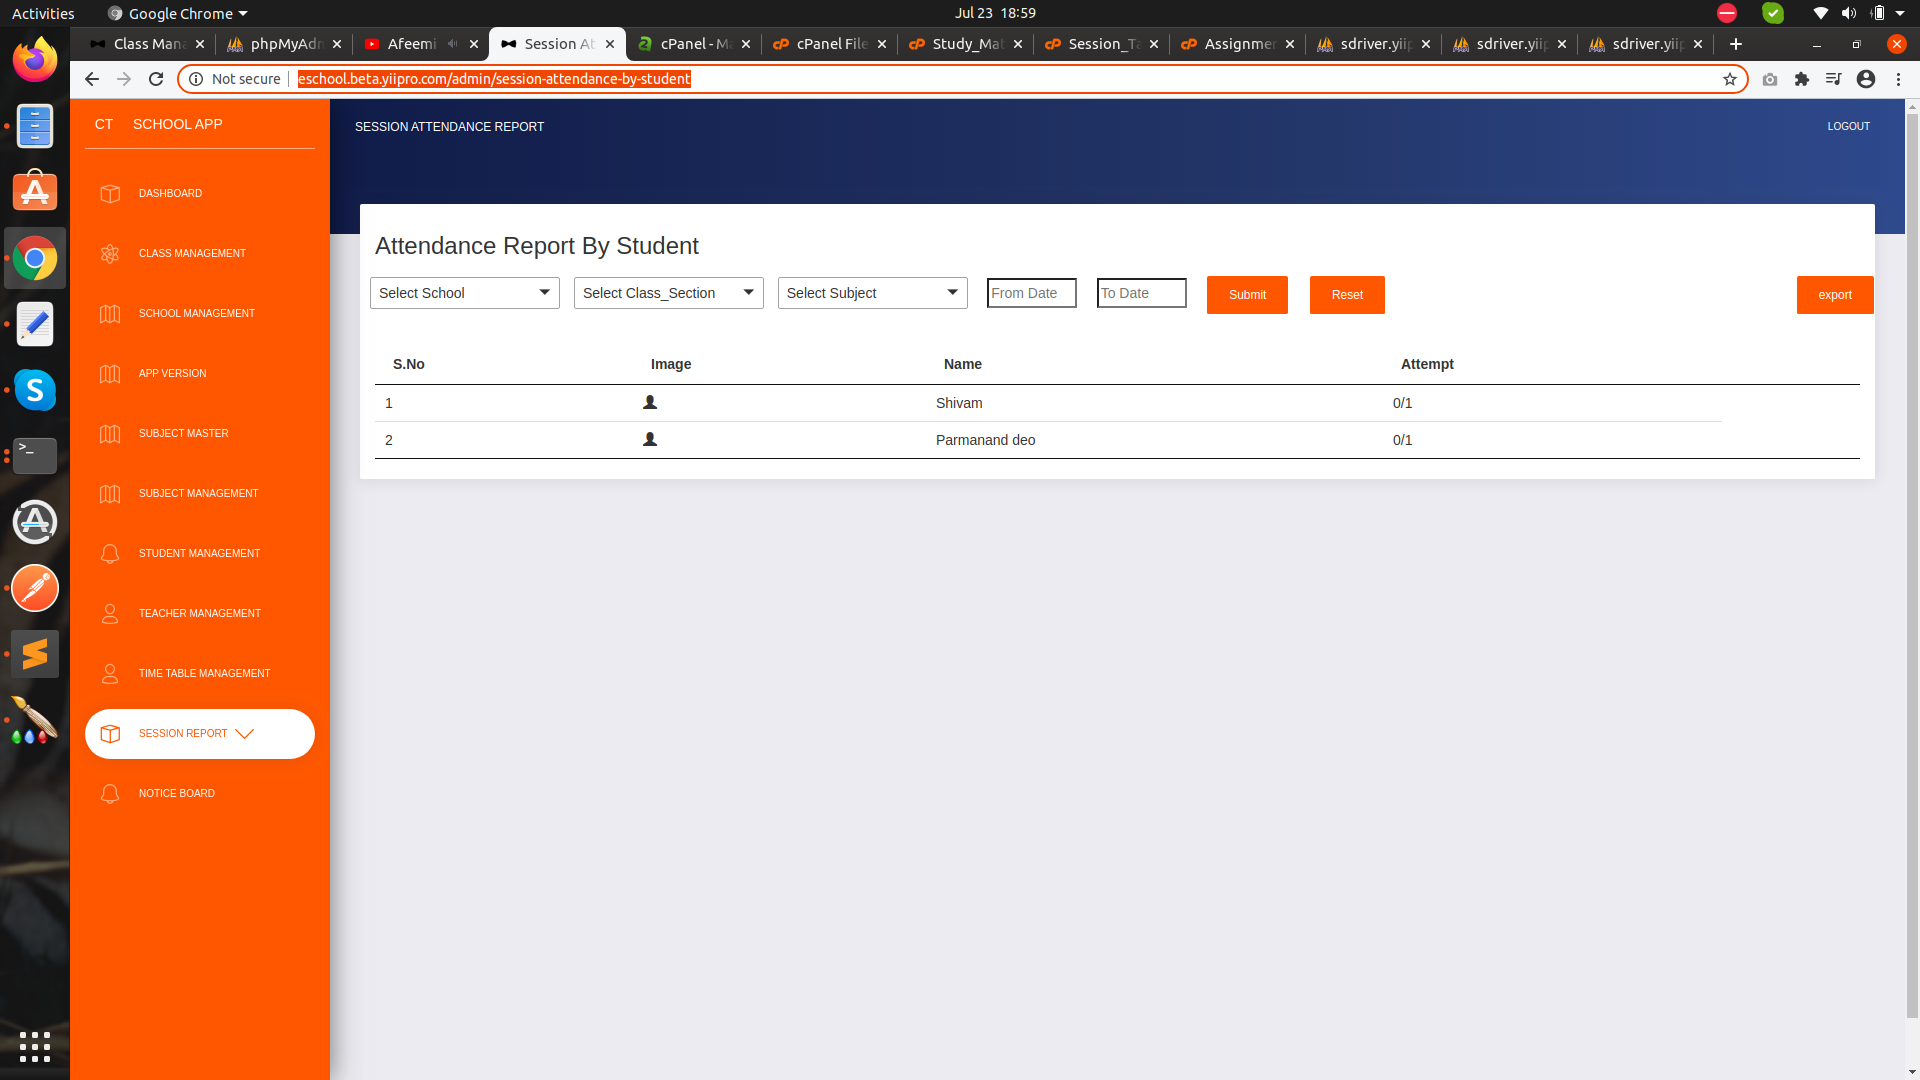 Activities
Google Chrome
Jul 23 18:59
Class Mana
phpMyAdm
Afeemi
Session At
cPanel - Ma
cPanel File
Study_Mat
Session_Ta
Assignmen
sdriver.yiip
sdriver.yiip
sdriver.yiip
Not secure
eschool.beta.yiipro.com/admin/session-attendance-by-student
CT SCHOOL APP
DASHBOARD
CLASS MANAGEMENT
SCHOOL MANAGEMENT
APP VERSION
SUBJECT MASTER
SUBJECT MANAGEMENT
STUDENT MANAGEMENT
TEACHER MANAGEMENT
TIME TABLE MANAGEMENT
SESSION REPORT
NOTICE BOARD
SESSION ATTENDANCE REPORT
LOGOUT
Attendance Report By Student
Select School Select Class_Section Select Subject From Date To Date Submit Reset export
S.No Image Name Attempt
1 Shivam 0/1
2 Parmanand deo 0/1